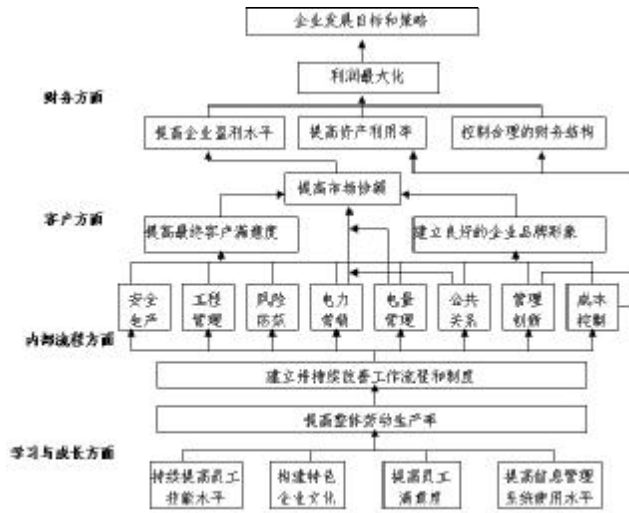 企业发展目标和策略
利润最大化
财务方面
提高企业盈利水平
提高资产利用率
控制合理的财务结构
提高市场份额
客户方面
提高最终客户满意度
建立良好的企业品牌形象
安全
生产
工程
管理
风险
防范
电力
营销
电量
管理
公共
关系
管理
创新
成本
控制
内部流程方面
建立并持续改善工作流程和制度
提高整体劳动生产率
学习与成长方面
持续提高员工
技能水平
构建特色
企业文化
提高员工
满意度
提高信息管理
系统使用水平